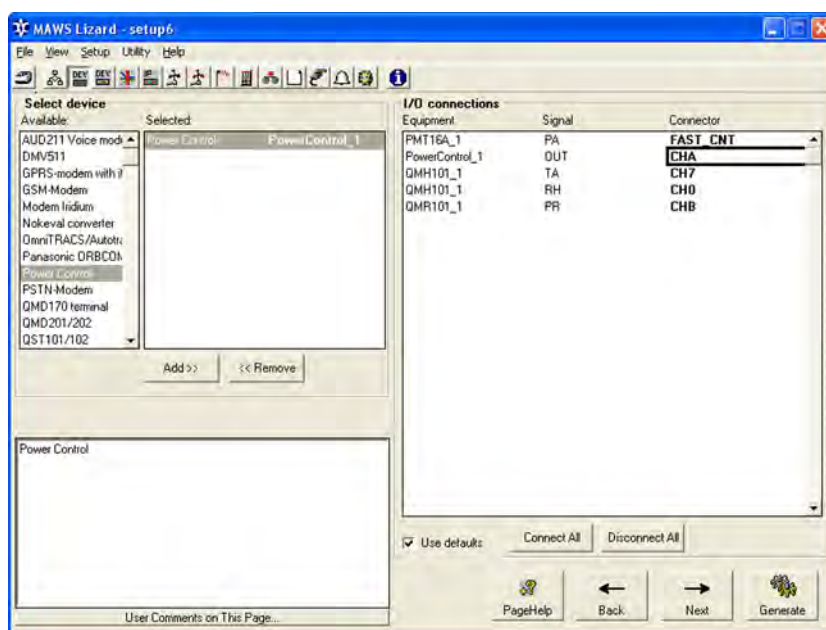 MAWS Lizard - setup6
File View Setup Utility Help
Select device
Available: Selected:
AUD211 Voice mod
DMV511
GPRS-modem with i
GSM-Modem
Modem Iridium
Nokeval converter
OmniTRACS/Autotr
Panasonic ORBCOM
Power Control
PSTN-Modem
QMD170 terminal
QMD201/202
QST101/102
Power Control PowerControl_1
Add >> << Remove
Power Control
User Comments on This Page...
I/O connections
Equipment Signal Connector
PMT16A_1 PA FAST_CNT
PowerControl_1 OUT CHA
QMH101_1 TA CH7
QMH101_1 RH CH0
QMR101_1 PR CHB
Use defaults Connect All Disconnect All
PageHelp Back Next Generate